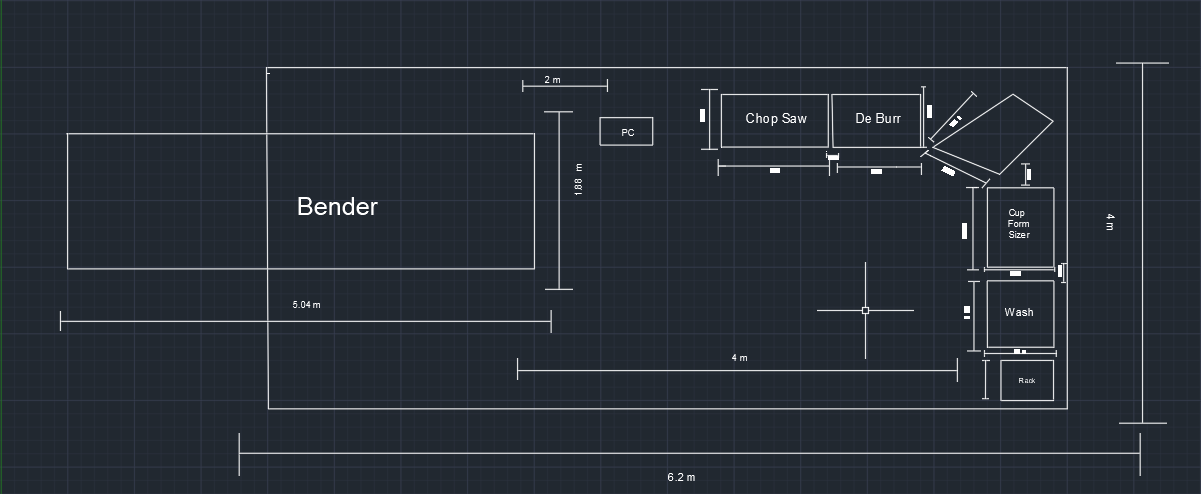 2 m
Chop Saw
De Burr
PC
1.88 m
Bender
Cup
Form
Sizer
4 m
5.04 m
Wash
4 m
Rack
6.2 m